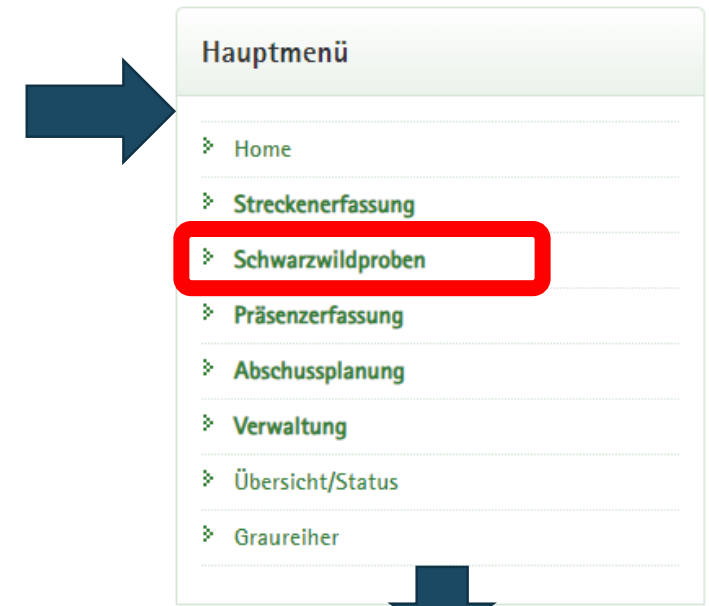 Hauptmenü
Home
Streckenerfassung
Schwarzwildproben
Präsenzerfassung
Abschussplanung
Verwaltung
Übersicht/Status
Graureiher